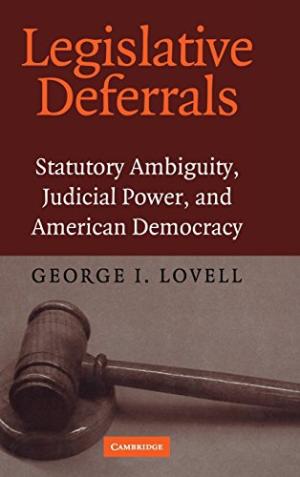 Legislative
Deferrals
Statutory Ambiguity,
Judicial Power, and
American Democracy
GEORGE I. LOVELL
CAMBRIDGE